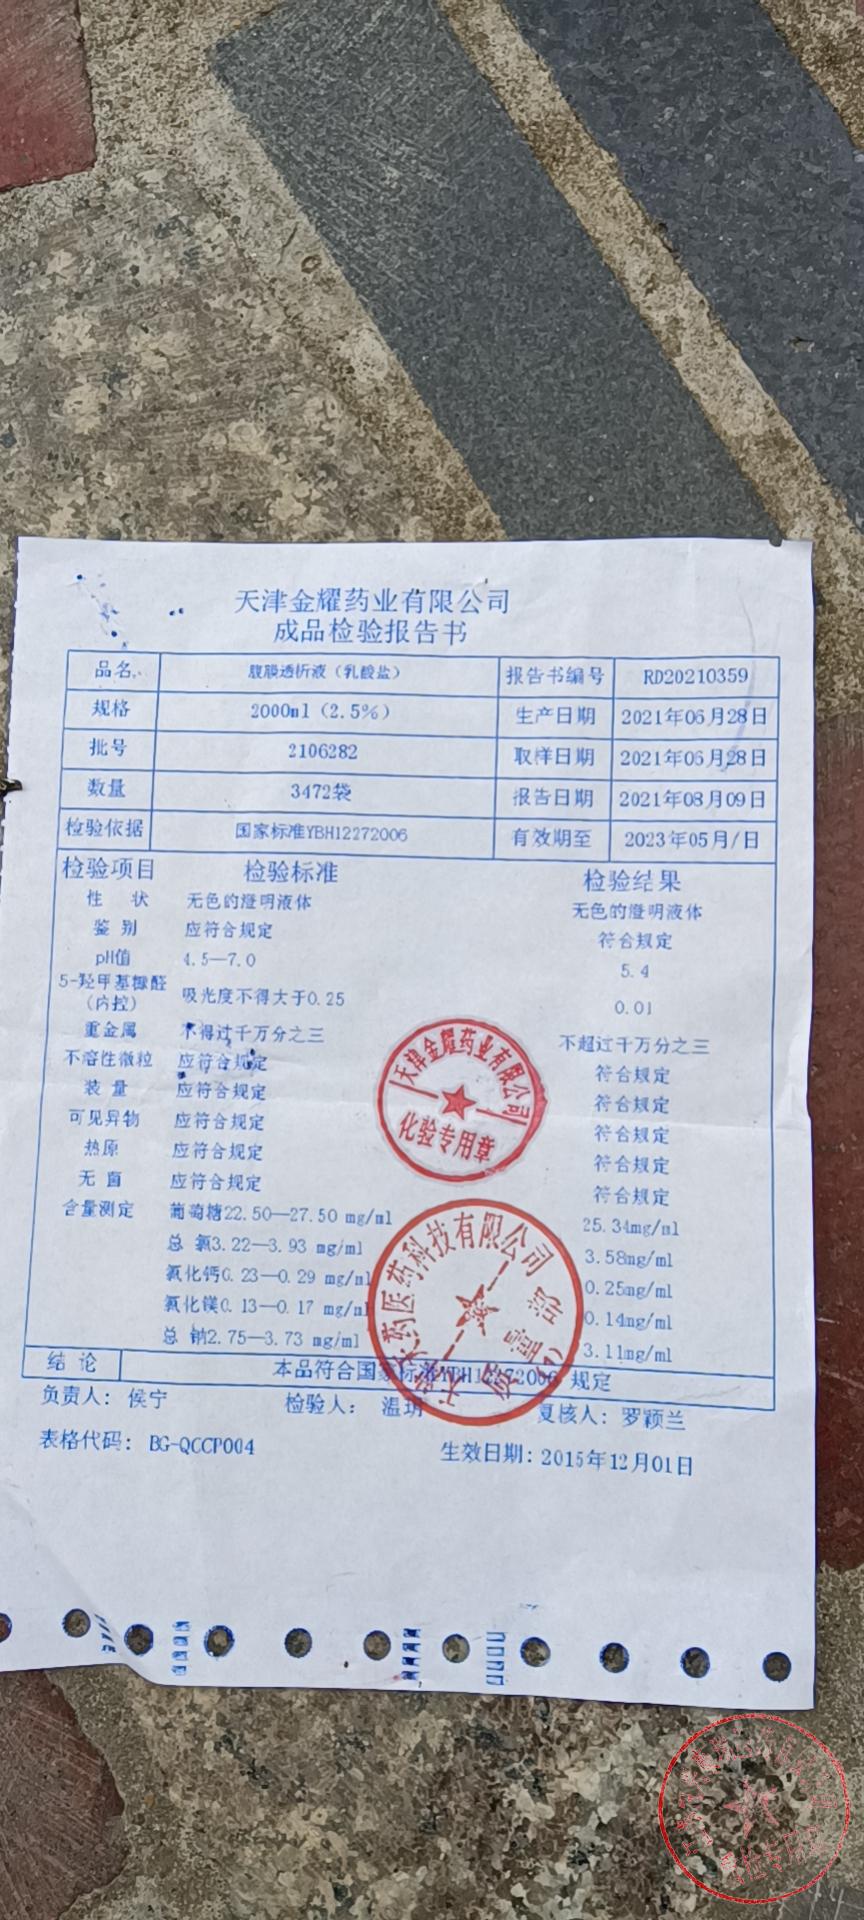 天津金耀药业有限公司
成品检验报告书
品名 腹膜透析液（乳酸盐） 报告书编号 RD20210359
规格 2000ml（2.5%） 生产日期 2021年06月28日
批号 2106282 取样日期 2021年06月28日
数量 3472袋 报告日期 2021年08月09日
检验依据 国家标准YBH12272006 有效期至 2023年05月/日
检验项目 检验标准 检验结果
性 状 无色的澄明液体 无色的澄明液体
鉴 别 应符合规定 符合规定
pH值 4.5—7.0 5.4
5-羟甲基糠醛（内控） 吸光度不得大于0.25 0.01
重金属 不得过千万分之三 不超过千万分之三
不溶性微粒 应符合规定 符合规定
装 量 应符合规定 符合规定
可见异物 应符合规定 符合规定
热原 应符合规定 符合规定
无 菌 应符合规定 符合规定
含量测定 葡萄糖22.50—27.50 mg/ml 25.34mg/ml
总 氯3.22—3.93 mg/ml 3.58mg/ml
氯化钙0.23—0.29 mg/ml 0.25mg/ml
氯化镁0.13—0.17 mg/ml 0.14mg/ml
总 钠2.75—3.73 mg/ml 3.11mg/ml
天津金耀药业有限公司
化验专用章
医药科技有限公司
结 论 本品符合国家标准YBH12272006 规定
负责人：侯宁 检验人：温玥 复核人：罗颖兰
表格代码：BG-QCCP004 生效日期：2015年12月01日